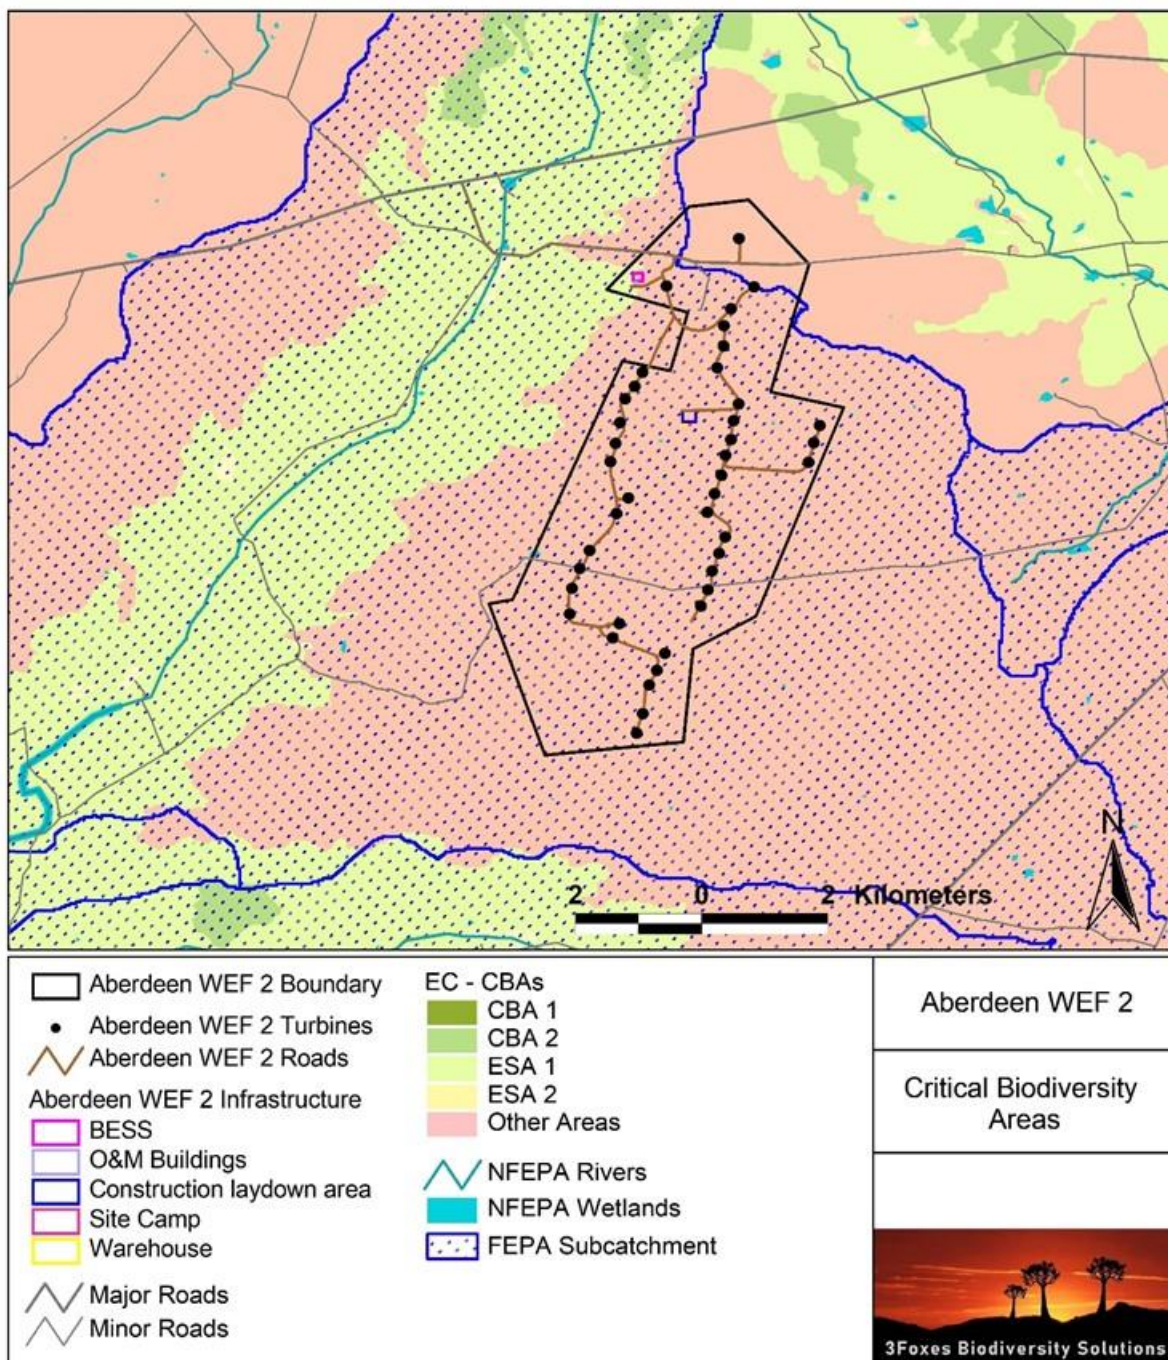 N
2 0 2 Kilometers
Aberdeen WEF 2 Boundary
Aberdeen WEF 2 Turbines
Aberdeen WEF 2 Roads
Aberdeen WEF 2 Infrastructure
BESS
O&M Buildings
Construction laydown area
Site Camp
Warehouse
Major Roads
Minor Roads
EC - CBAs
CBA 1
CBA 2
ESA 1
ESA 2
Other Areas
NFEPA Rivers
NFEPA Wetlands
FEPA Subcatchment
Aberdeen WEF 2
Critical Biodiversity
Areas
3Foxes Biodiversity Solutions